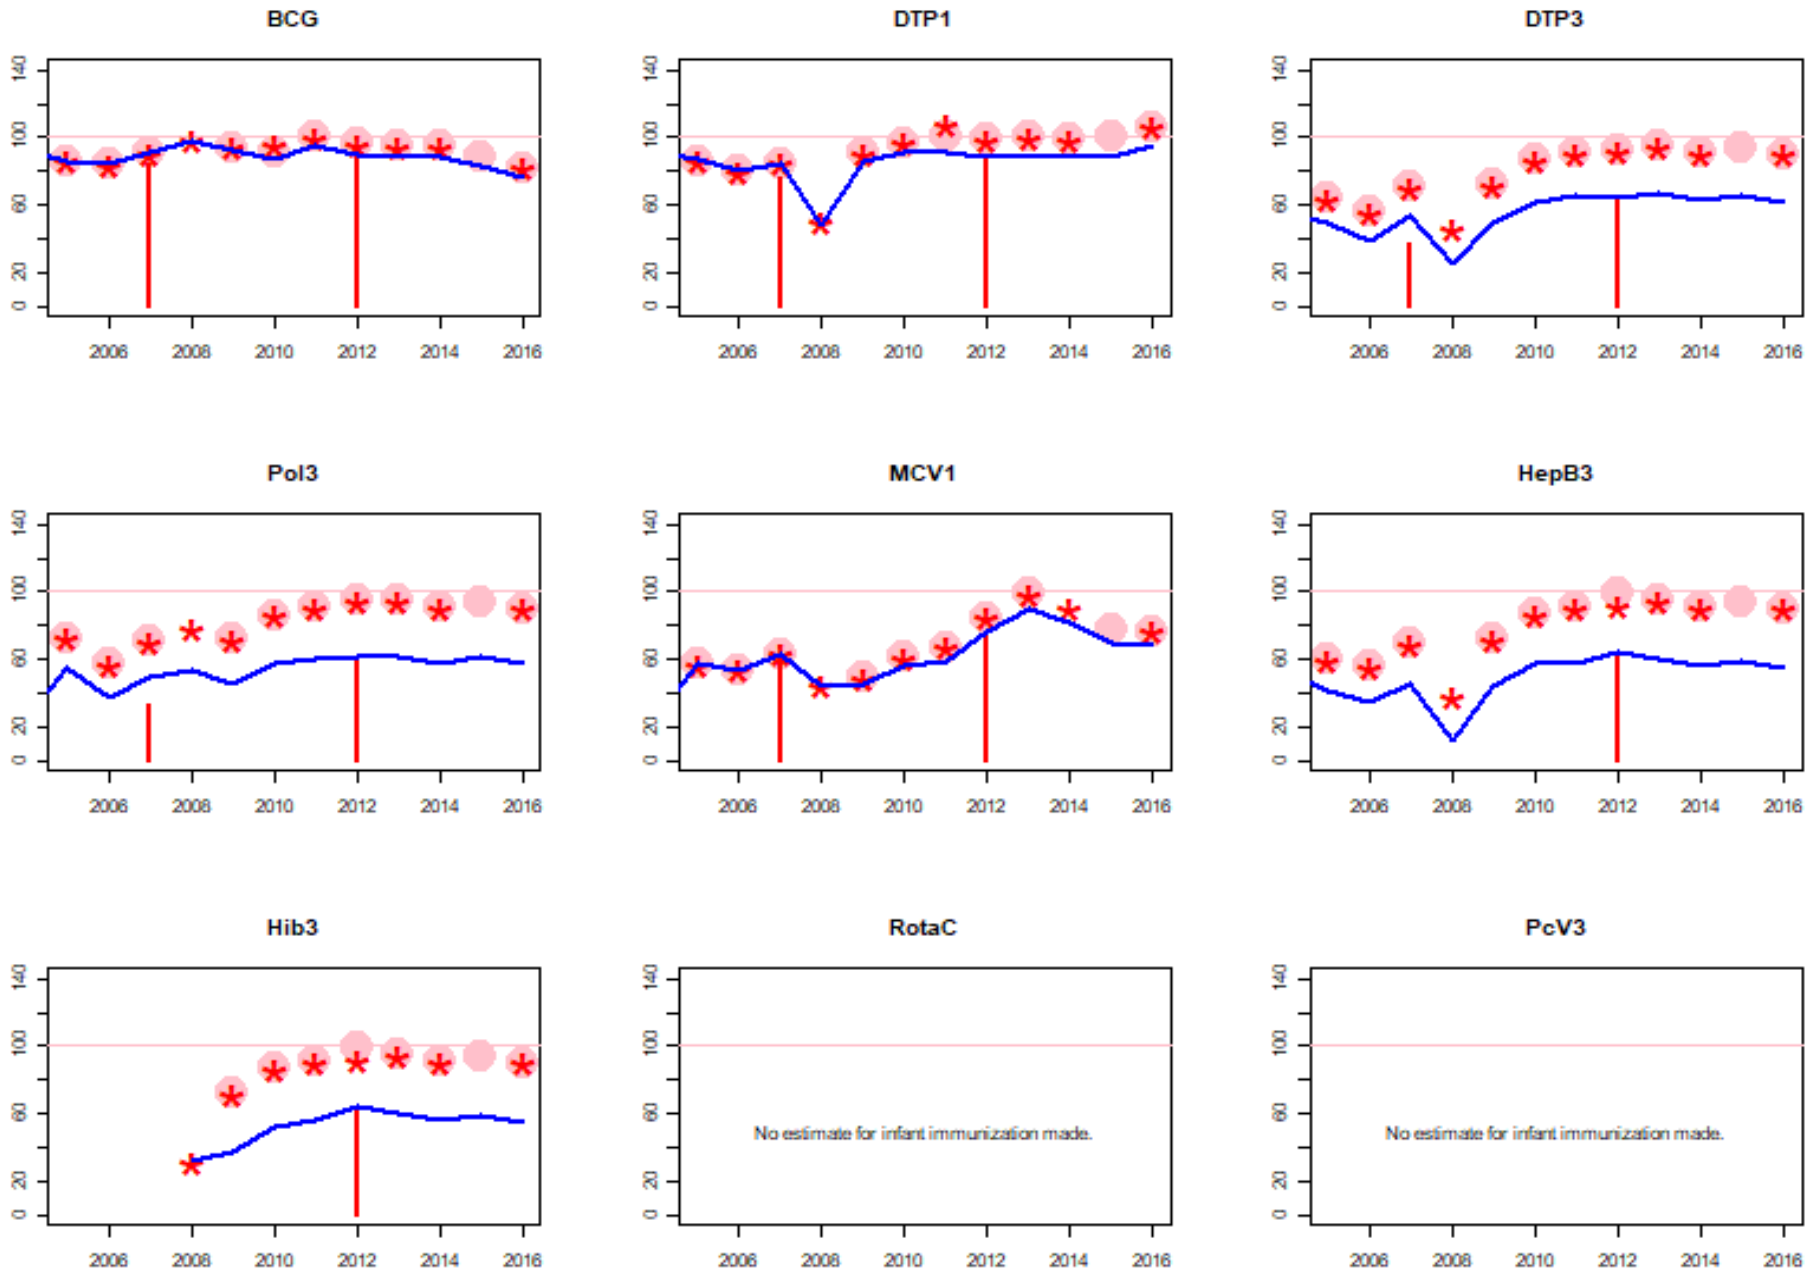 BCG DTP1 DTP3
140 140 140
100 100 100
60 60 60
20 20 20
0 0 0
2006 2008 2010 2012 2014 2016 2006 2008 2010 2012 2014 2016 2006 2008 2010 2012 2014 2016
Pol3 MCV1 HepB3
140 140 140
100 100 100
60 60 60
20 20 20
0 0 0
2006 2008 2010 2012 2014 2016 2006 2008 2010 2012 2014 2016 2006 2008 2010 2012 2014 2016
Hib3 RotaC PcV3
140 140 140
100 100 100
60 60 60
No estimate for infant immunization made. No estimate for infant immunization made.
20 20 20
0 0 0
2006 2008 2010 2012 2014 2016 2006 2008 2010 2012 2014 2016 2006 2008 2010 2012 2014 2016